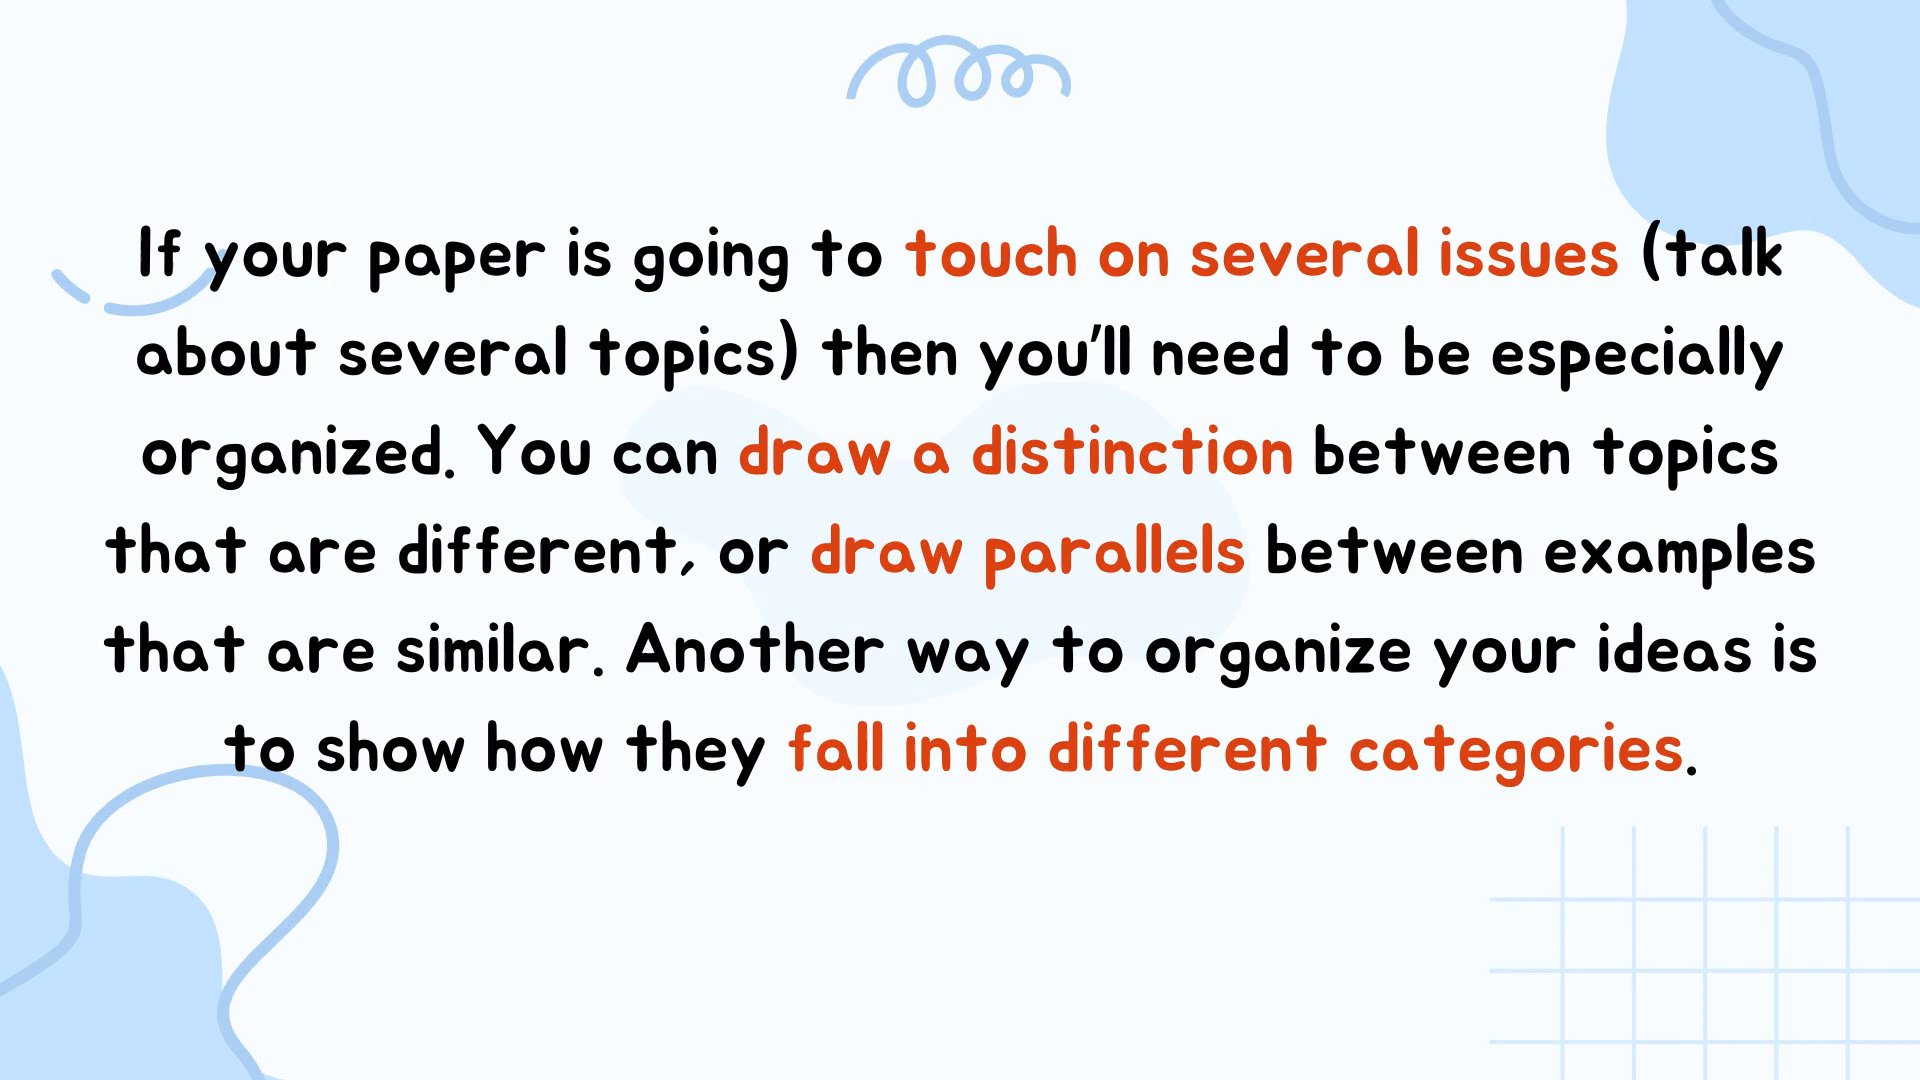 If your paper is going to touch on several issues (talk
about several topics) then you'll need to be especially
organized. You can draw a distinction between topics
that are different, or draw parallels between examples
that are similar. Another way to organize your ideas is
to show how they fall into different categories.